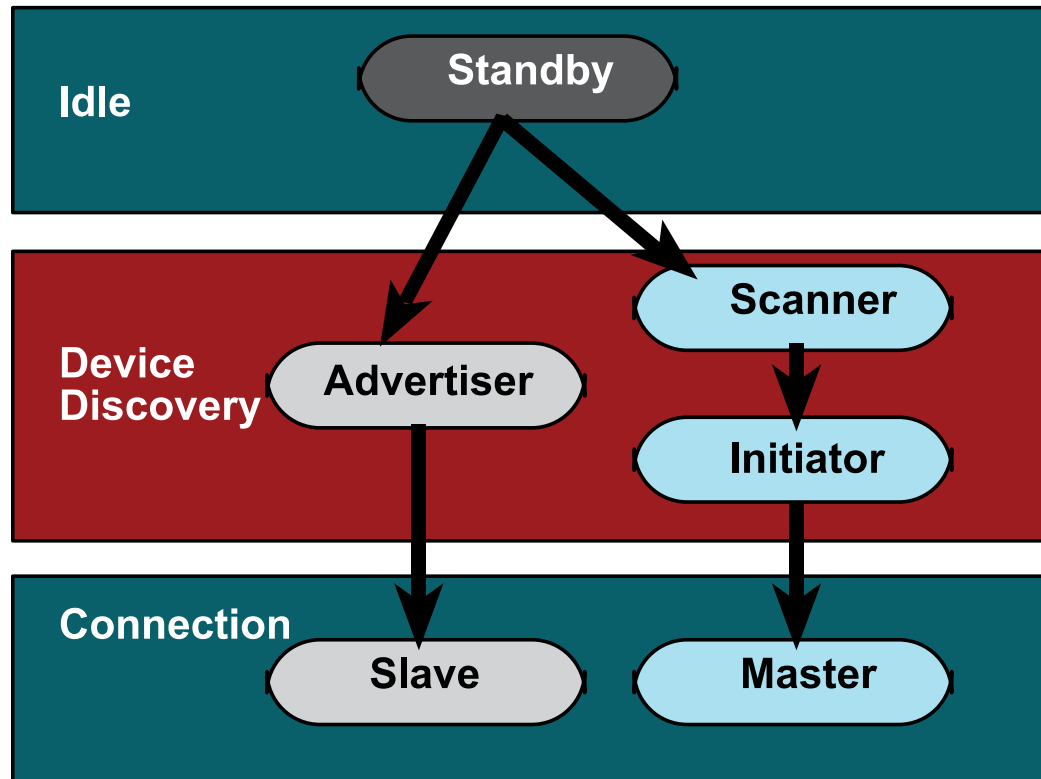 Standby
Idle
Scanner
Device
Discovery
Advertiser
Initiator
Connection
Slave
Master